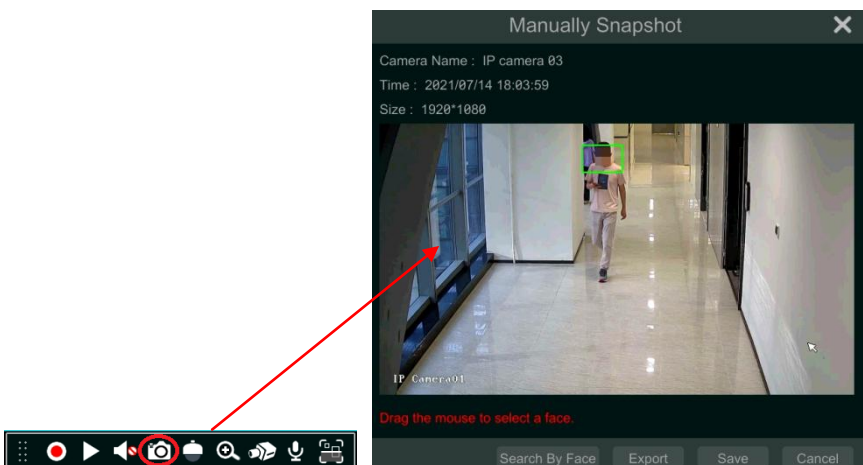 Manually Snapshot
Camera Name : IP camera 03
Time : 2021/07/14 18:03:59
Size : 1920*1080
IP Camera01
Drag the mouse to select a face.
Search By Face Export Save Cancel